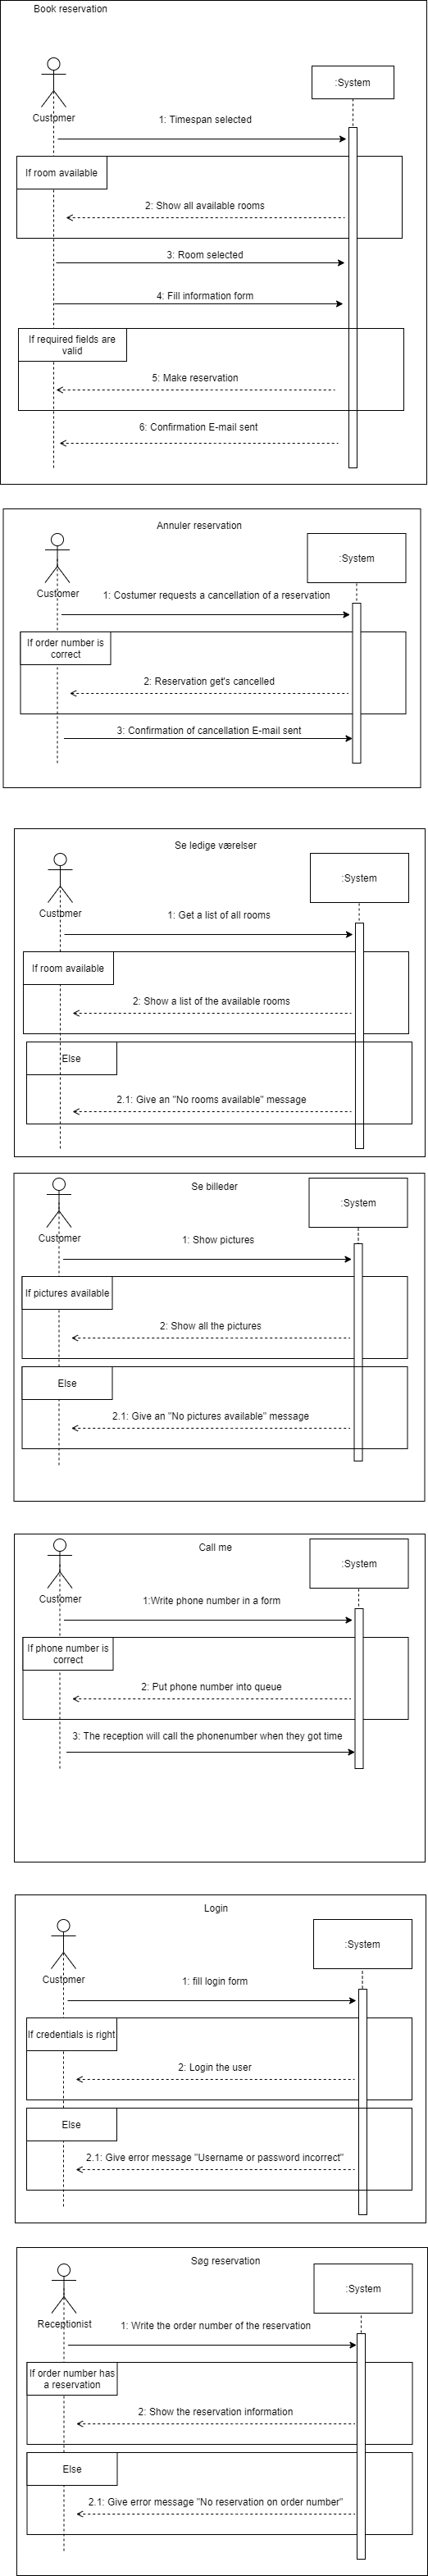 Book reservation
:System
Customer
1: Timespan selected
If room available
2: Show all available rooms
3: Room selected
4: Fill information form
If required fields are
valid
5: Make reservation
6: Confirmation E-mail sent
Annuler reservation
:System
Customer
1: Costumer requests a cancellation of a reservation
If order number is
correct
2: Reservation get's cancelled
3: Confirmation of cancellation E-mail sent
Se ledige værelser
:System
Customer
1: Get a list of all rooms
If room available
2: Show a list of the available rooms
Else
2.1: Give an "No rooms available" message
Se billeder
:System
Customer
1: Show pictures
If pictures available
2: Show all the pictures
Else
2.1: Give an "No pictures available" message
Call me
:System
Customer
1:Write phone number in a form
If phone number is
correct
2: Put phone number into queue
3: The reception will call the phonenumber when they got time
Login
:System
Customer
1: fill login form
If credentials is right
2: Login the user
Else
2.1: Give error message "Username or password incorrect"
Søg reservation
:System
Receptionist
1: Write the order number of the reservation
If order number has
a reservation
2: Show the reservation information
Else
2.1: Give error message "No reservation on order number"